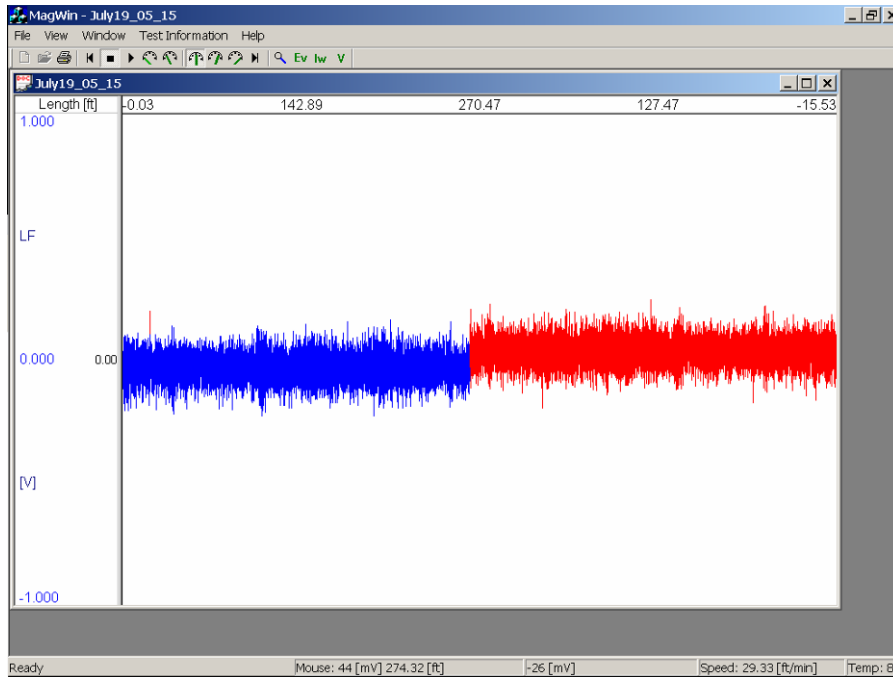 MagWin - July19_05_15
File View Window Test Information Help
Ev Iw V
July19_05_15
Length [ft] -0.03 142.89 270.47 127.47 -15.53
1.000
LF
0.000 0.00
[V]
-1.000
Ready Mouse: 44 [mV] 274.32 [ft] -26 [mV] Speed: 29.33 [ft/min] Temp: 8